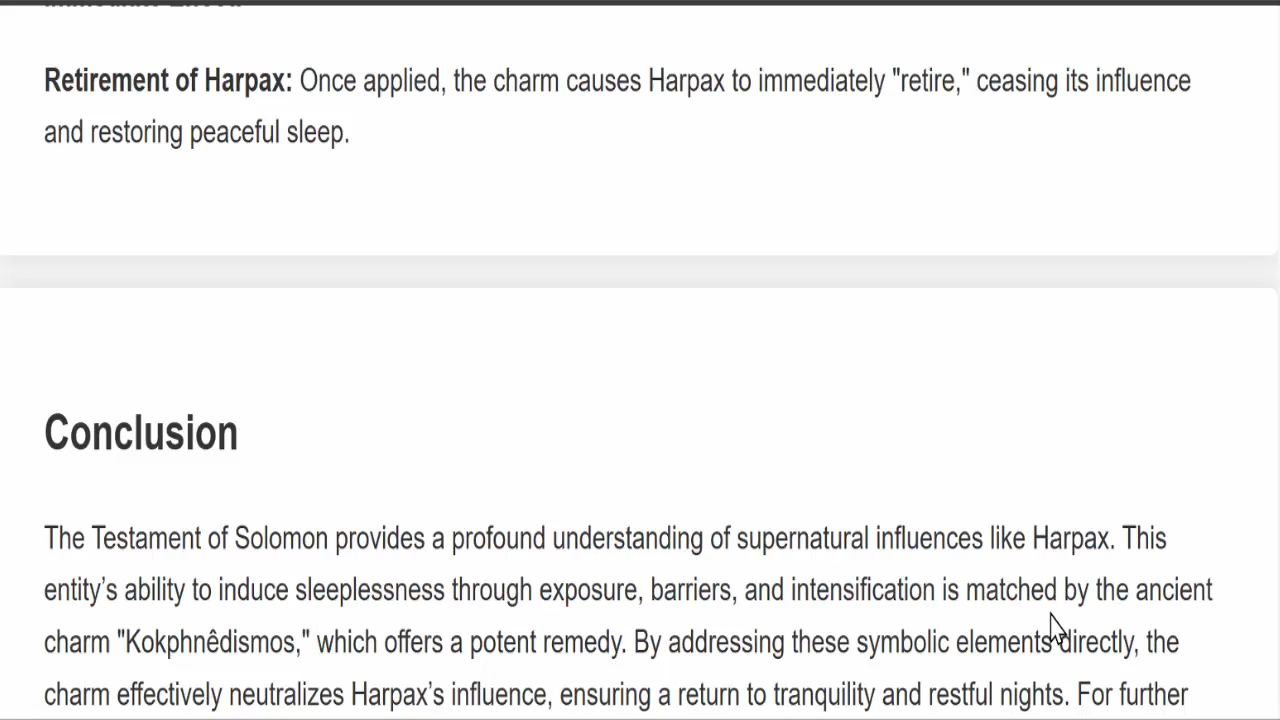 Retirement of Harpax: Once applied, the charm causes Harpax to immediately "retire," ceasing its influence
and restoring peaceful sleep.
Conclusion
The Testament of Solomon provides a profound understanding of supernatural influences like Harpax. This
entity’s ability to induce sleeplessness through exposure, barriers, and intensification is matched by the ancient
charm "Kokphnêdismos," which offers a potent remedy. By addressing these symbolic elements directly, the
charm effectively neutralizes Harpax’s influence, ensuring a return to tranquility and restful nights. For further